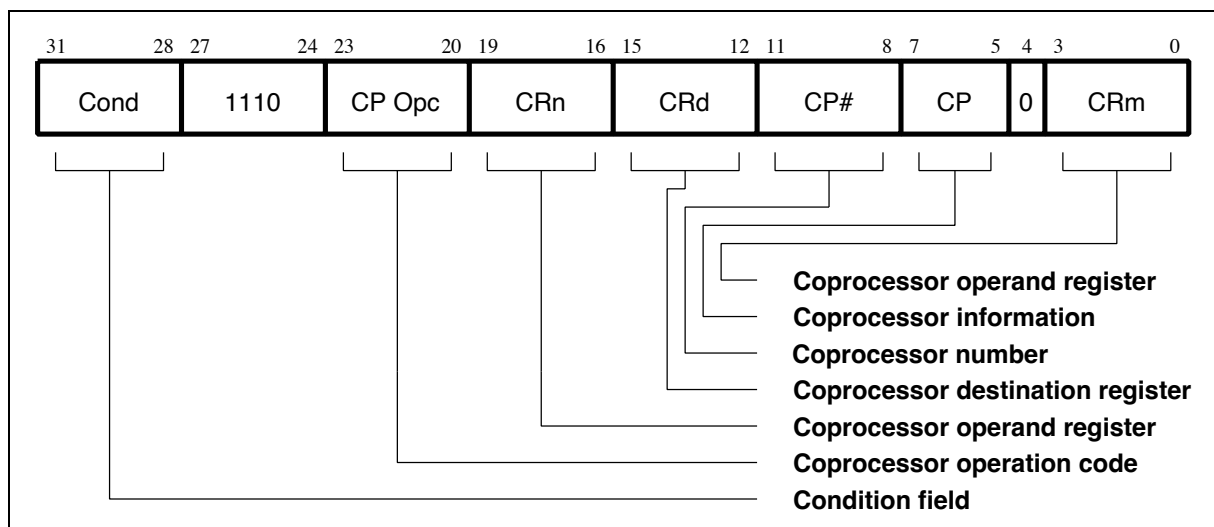 31 28 27 24 23 20 19 16 15 12 11 8 7 5 4 3 0
Cond 1110 CP Opc CRn CRd CP# CP 0 CRm
Coprocessor operand register
Coprocessor information
Coprocessor number
Coprocessor destination register
Coprocessor operand register
Coprocessor operation code
Condition field